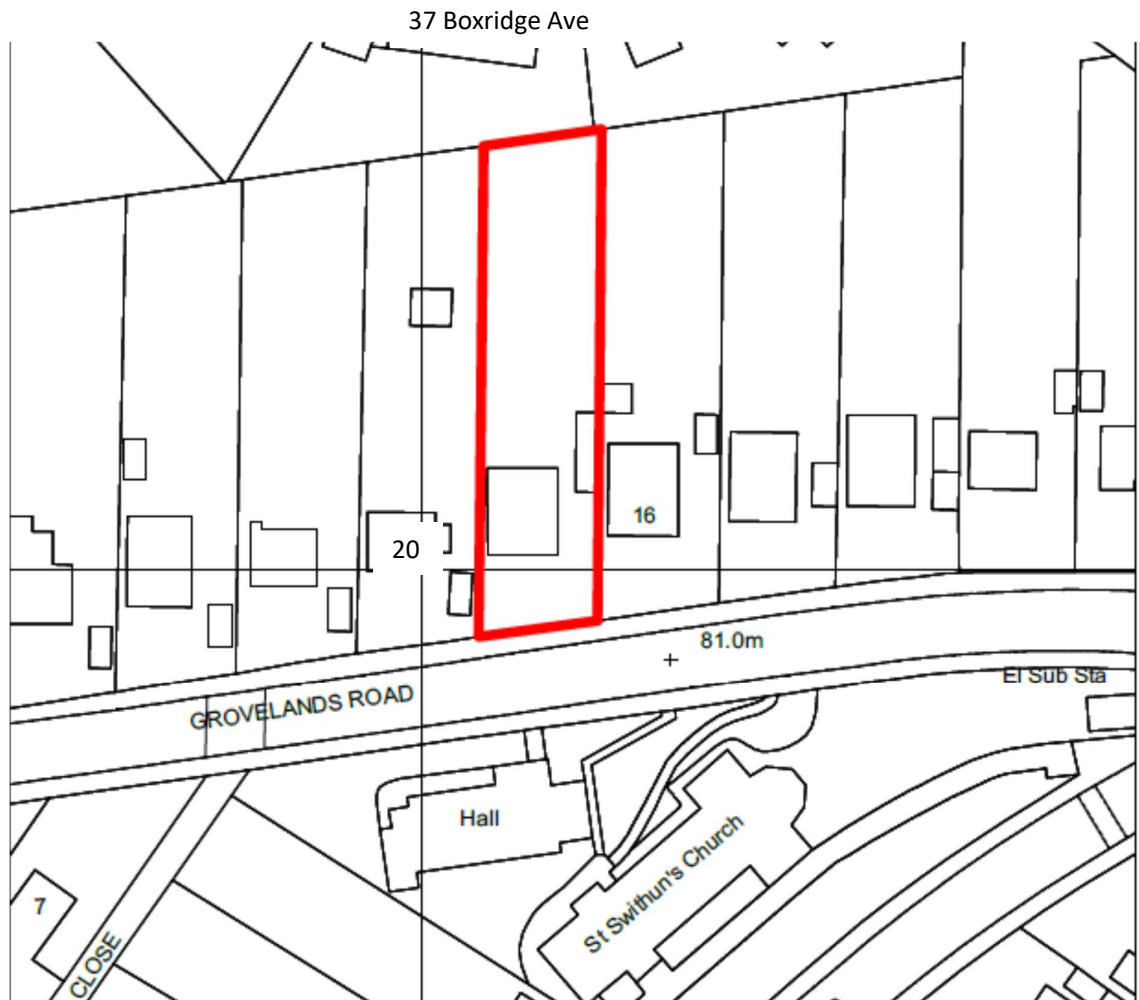 37 Boxridge Ave
16
20
81.0m
El Sub Sta
GROVELANDS ROAD
Hall
St Swithun's Church
7
CLOSE